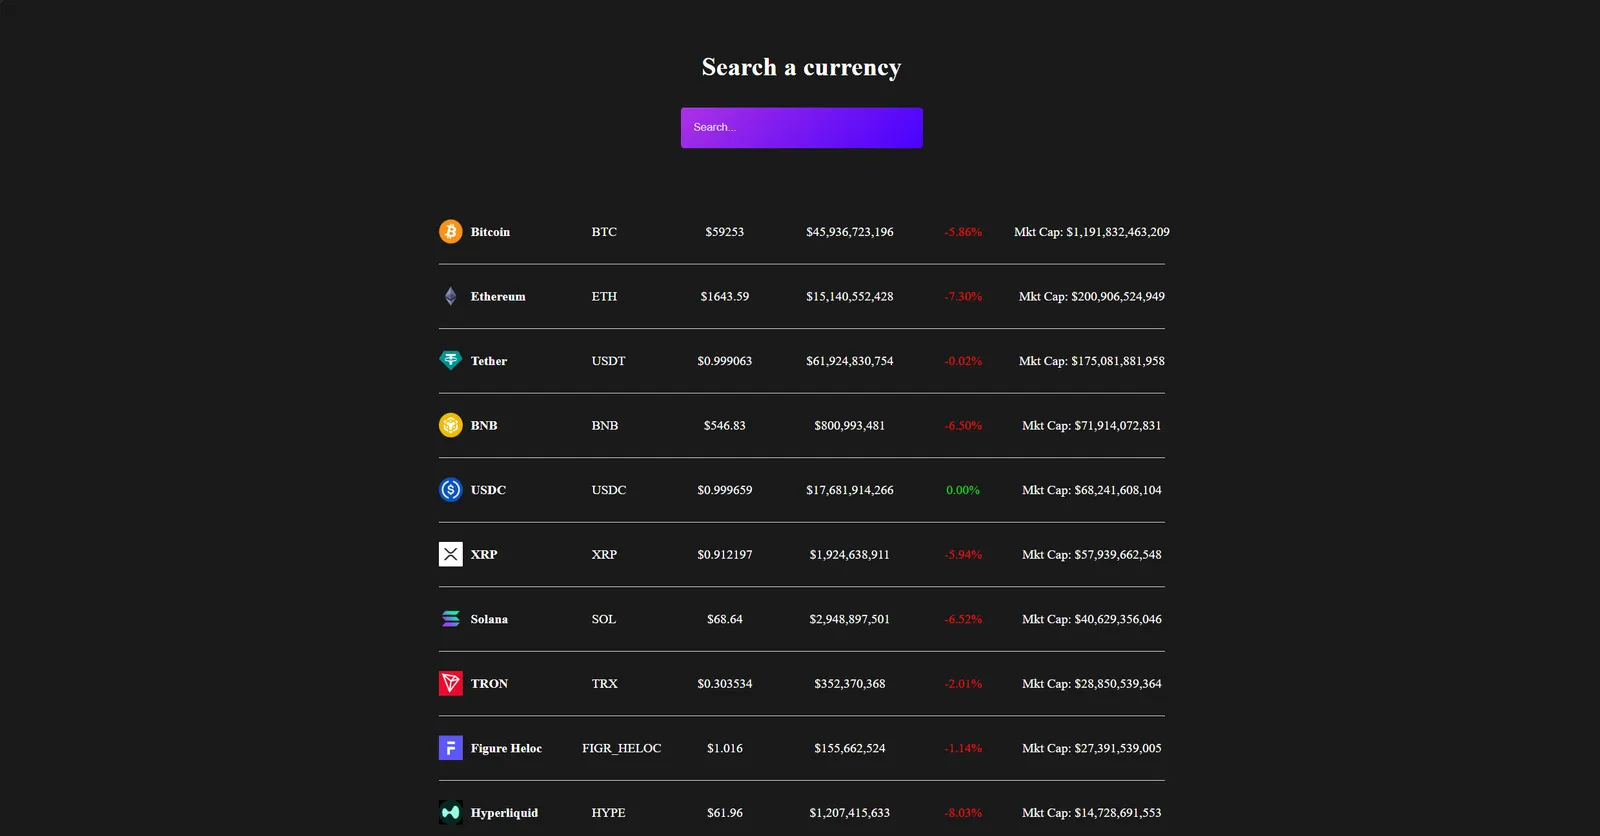 Search a currency
Search...
Bitcoin BTC $59253 $45,936,723,196 -5.86% Mkt Cap: $1,191,832,463,209
Ethereum ETH $1643.59 $15,140,552,428 -7.30% Mkt Cap: $200,906,524,949
Tether USDT $0.999063 $61,924,830,754 -0.02% Mkt Cap: $175,081,881,958
BNB BNB $546.83 $800,993,481 -6.50% Mkt Cap: $71,914,072,831
USDC USDC $0.999659 $17,681,914,266 0.00% Mkt Cap: $68,241,608,104
XRP XRP $0.912197 $1,924,638,911 -5.94% Mkt Cap: $57,939,662,548
Solana SOL $68.64 $2,948,897,501 -6.52% Mkt Cap: $40,629,356,046
TRON TRX $0.303534 $352,370,368 -2.01% Mkt Cap: $28,850,539,364
Figure Heloc FIGR_HELOC $1.016 $155,662,524 -1.14% Mkt Cap: $27,391,539,005
Hyperliquid HYPE $61.96 $1,207,415,633 -8.03% Mkt Cap: $14,728,691,553